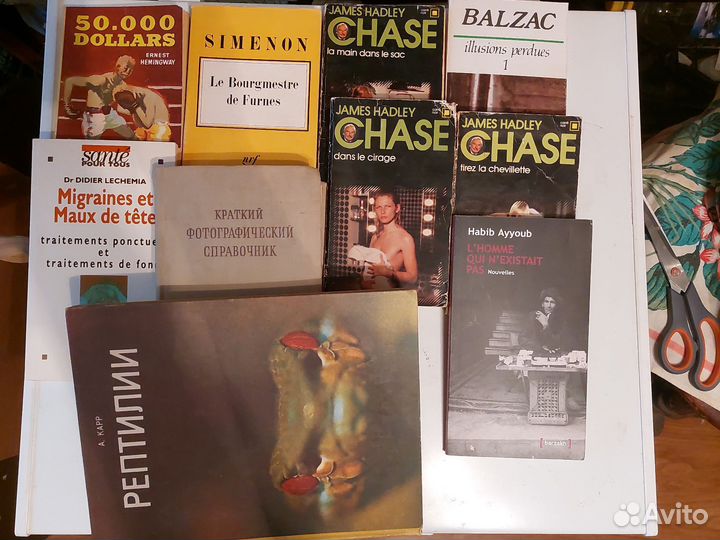 50.000
DOLLARS
ERNEST
HEMINGWAY
SIMENON
Le Bourgmestre
de Furnes
nrf
JAMES HADLEY
CHASE
la main dans le sac
BALZAC
illusions perdues
1
santé
POUR TOUS
Dr DIDIER LECHEMIA
Migraines et
Maux de tête
traitements ponctue
et
traitements de fon
КРАТКИЙ
ФОТОГРАФИЧЕСКИЙ
СПРАВОЧНИК
JAMES HADLEY
CHASE
dans le cirage
JAMES HADLEY
CHASE
tirez la chevillette
Habib Ayyoub
L'HOMME
QUI N'EXISTAIT
PAS Nouvelles
[barzakh]
А. КАРР
РЕПТИЛИИ
Avito